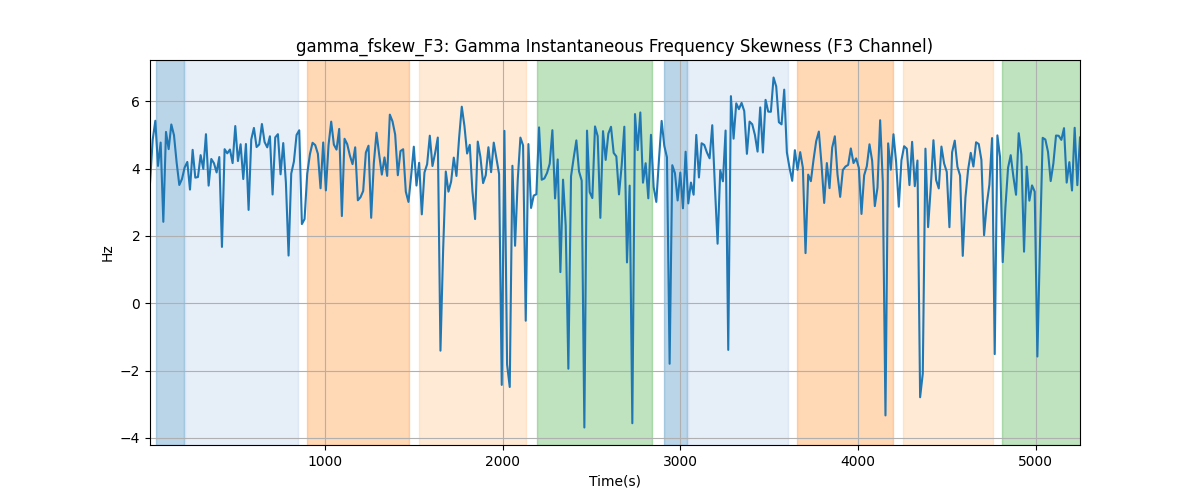 gamma_fskew_F3: Gamma Instantaneous Frequency Skewness (F3 Channel)
6
4
2
0
−2
−4
Hz
1000 2000 3000 4000 5000
Time(s)